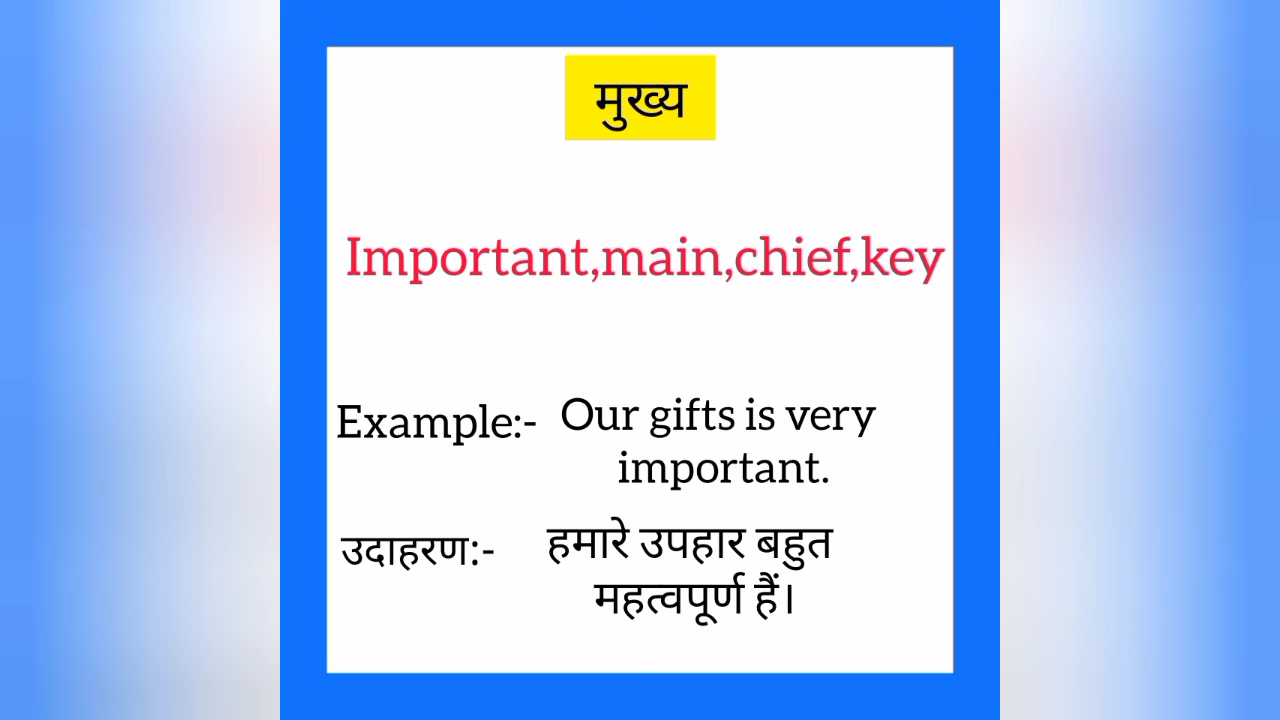 मुख्य
Important,main,chief,key
Example:- Our gifts is very
important.
उदाहरण:- हमारे उपहार बहुत
महत्वपूर्ण हैं।